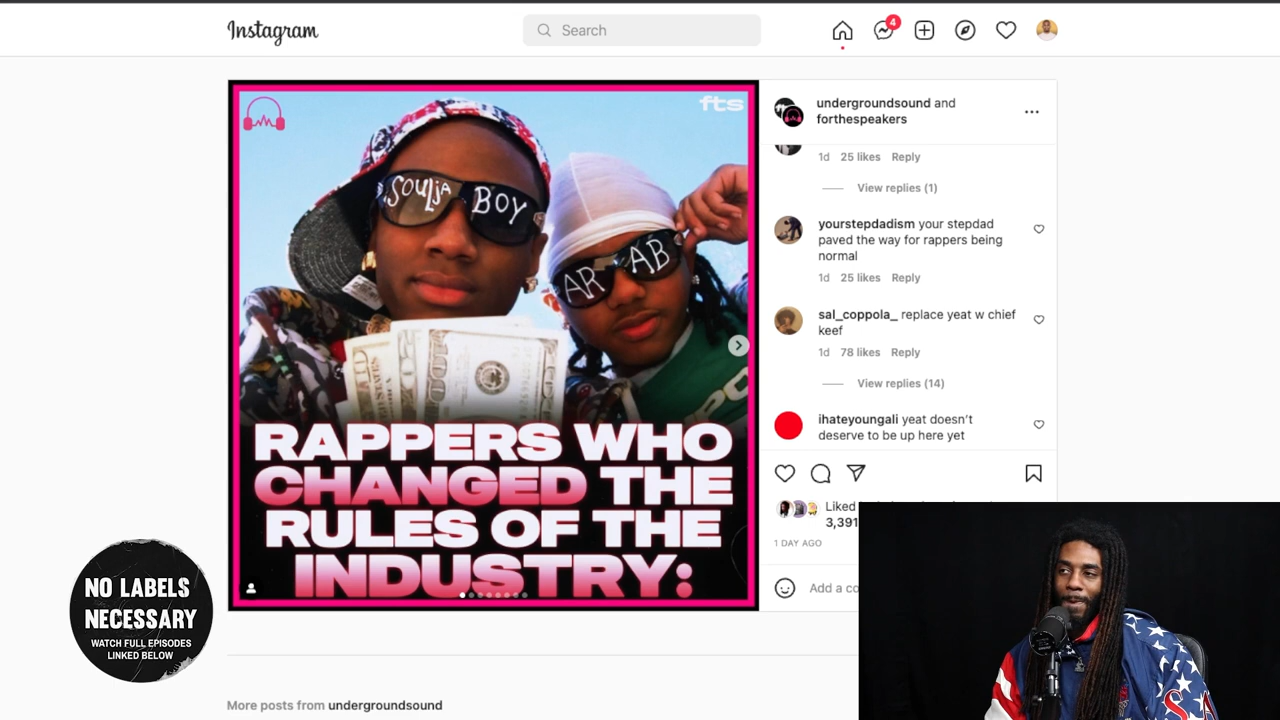 Instagram
Search
4
fts
SOULJA BOY
AR AB
RAPPERS WHO
CHANGED THE
RULES OF THE
INDUSTRY:
undergroundsound and
forthespeakers
1d 25 likes Reply
View replies (1)
yourstepdadism your stepdad
paved the way for rappers being
normal
1d 25 likes Reply
sal_coppola_ replace yeat w chief
keef
1d 78 likes Reply
View replies (14)
ihateyoungali yeat doesn't
deserve to be up here yet
Liked
3,391
1 DAY AGO
Add a co
NO LABELS
NECESSARY
WATCH FULL EPISODES
LINKED BELOW
More posts from undergroundsound